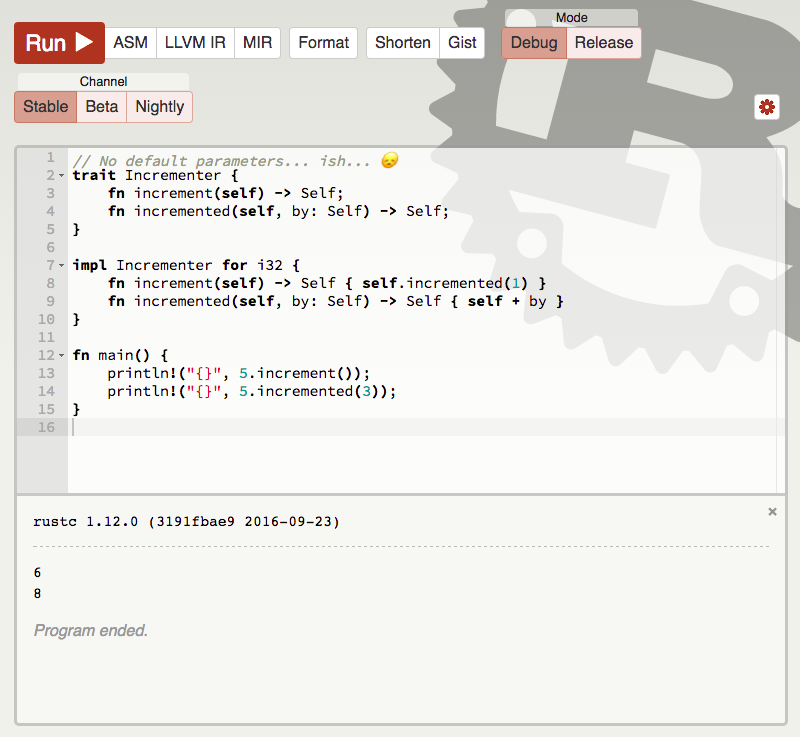 Mode
Run ASM LLVM IR MIR Format Shorten Gist Debug Release
Channel
Stable Beta Nightly
1 // No default parameters... ish... 😞
2 trait Incrementer {
3     fn increment(self) -> Self;
4     fn incremented(self, by: Self) -> Self;
5 }
6
7 impl Incrementer for i32 {
8     fn increment(self) -> Self { self.incremented(1) }
9     fn incremented(self, by: Self) -> Self { self + by }
10 }
11
12 fn main() {
13     println!("{}", 5.increment());
14     println!("{}", 5.incremented(3));
15 }
16
rustc 1.12.0 (3191fbae9 2016-09-23)
6
8
Program ended.